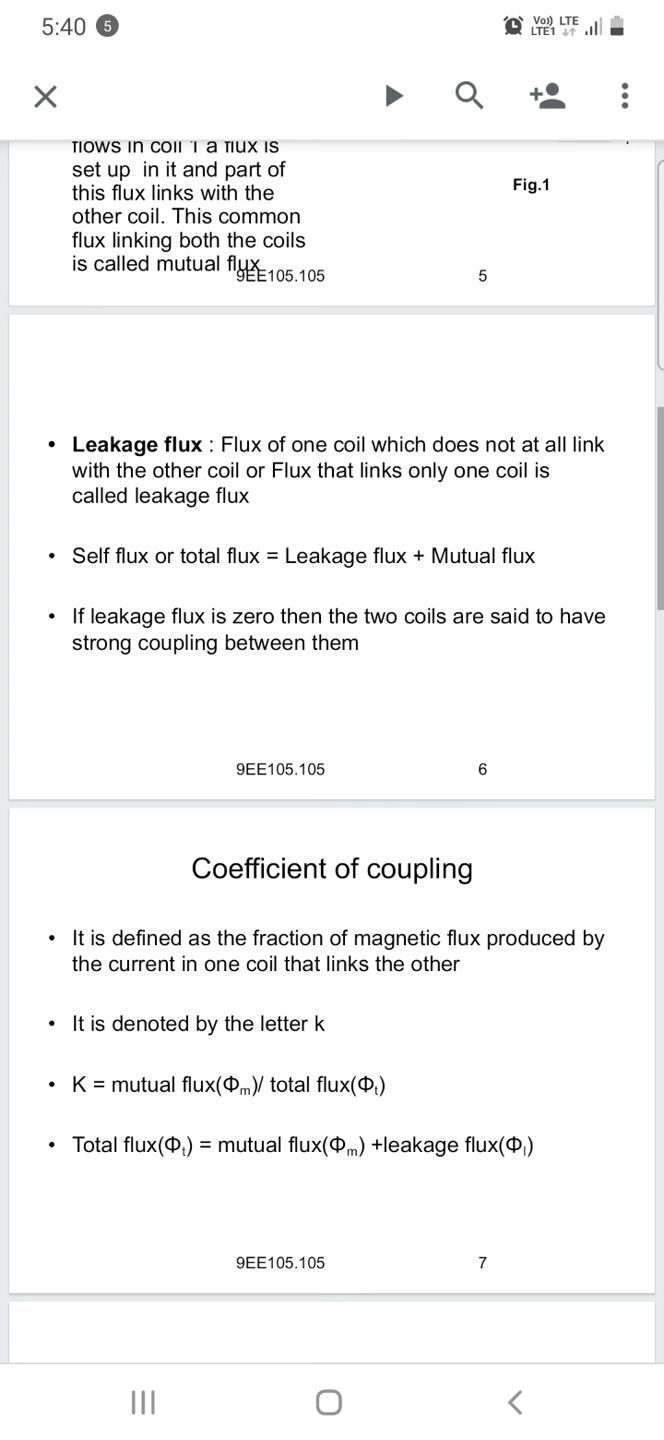 5:40 5
Vo)) LTE
LTE1
flows in coil 1 a flux is
set up in it and part of
this flux links with the
other coil. This common
flux linking both the coils
is called mutual flux
Fig.1
9EE105.105 5
• Leakage flux : Flux of one coil which does not at all link
with the other coil or Flux that links only one coil is
called leakage flux
• Self flux or total flux = Leakage flux + Mutual flux
• If leakage flux is zero then the two coils are said to have
strong coupling between them
9EE105.105 6
Coefficient of coupling
• It is defined as the fraction of magnetic flux produced by
the current in one coil that links the other
• It is denoted by the letter k
• K = mutual flux(Φm)/ total flux(Φt)
• Total flux(Φt) = mutual flux(Φm) +leakage flux(Φl)
9EE105.105 7